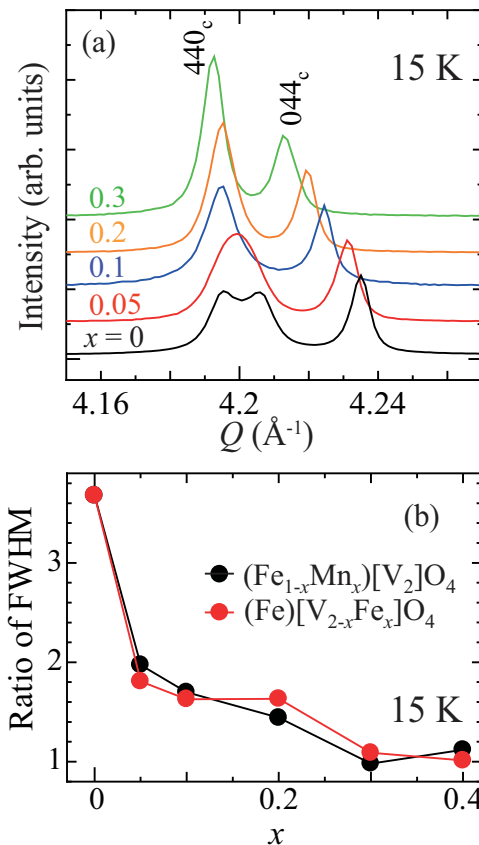 (a)
440c
044c
15 K
Intensity (arb. units)
0.3
0.2
0.1
0.05
x = 0
4.16
4.2
4.24
Q (Å-1)
(b)
(Fe1-xMnx)[V2]O4
(Fe)[V2-xFex]O4
Ratio of FWHM
3
2
1
15 K
0
0.2
0.4
x